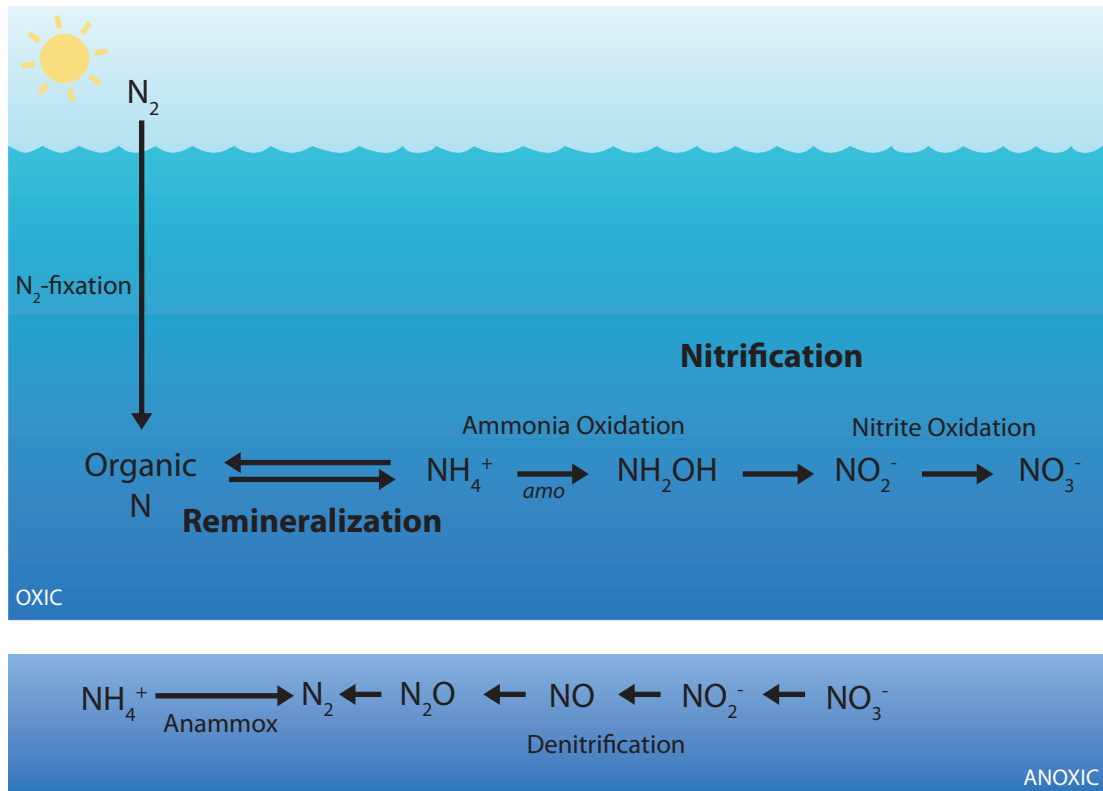 N₂
N₂-fixation
Nitrification
Ammonia Oxidation
Nitrite Oxidation
Organic
N
NH₄⁺
amo
NH₂OH
NO₂⁻
NO₃⁻
Remineralization
OXIC
NH₄⁺ N₂ N₂O NO NO₂⁻ NO₃⁻
Anammox
Denitrification
ANOXIC